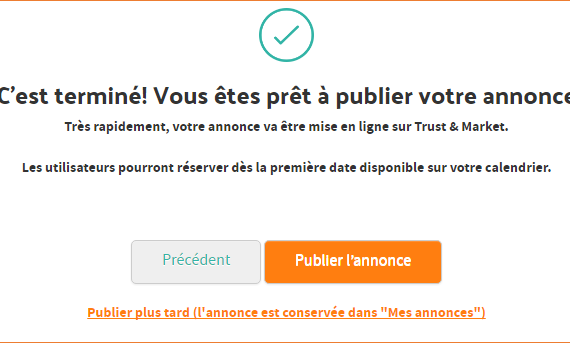 C'est terminé! Vous êtes prêt à publier votre annonce
Très rapidement, votre annonce va être mise en ligne sur Trust & Market.
Les utilisateurs pourront réserver dès la première date disponible sur votre calendrier.
Précédent
Publier l'annonce
Publier plus tard (l'annonce est conservée dans "Mes annonces")